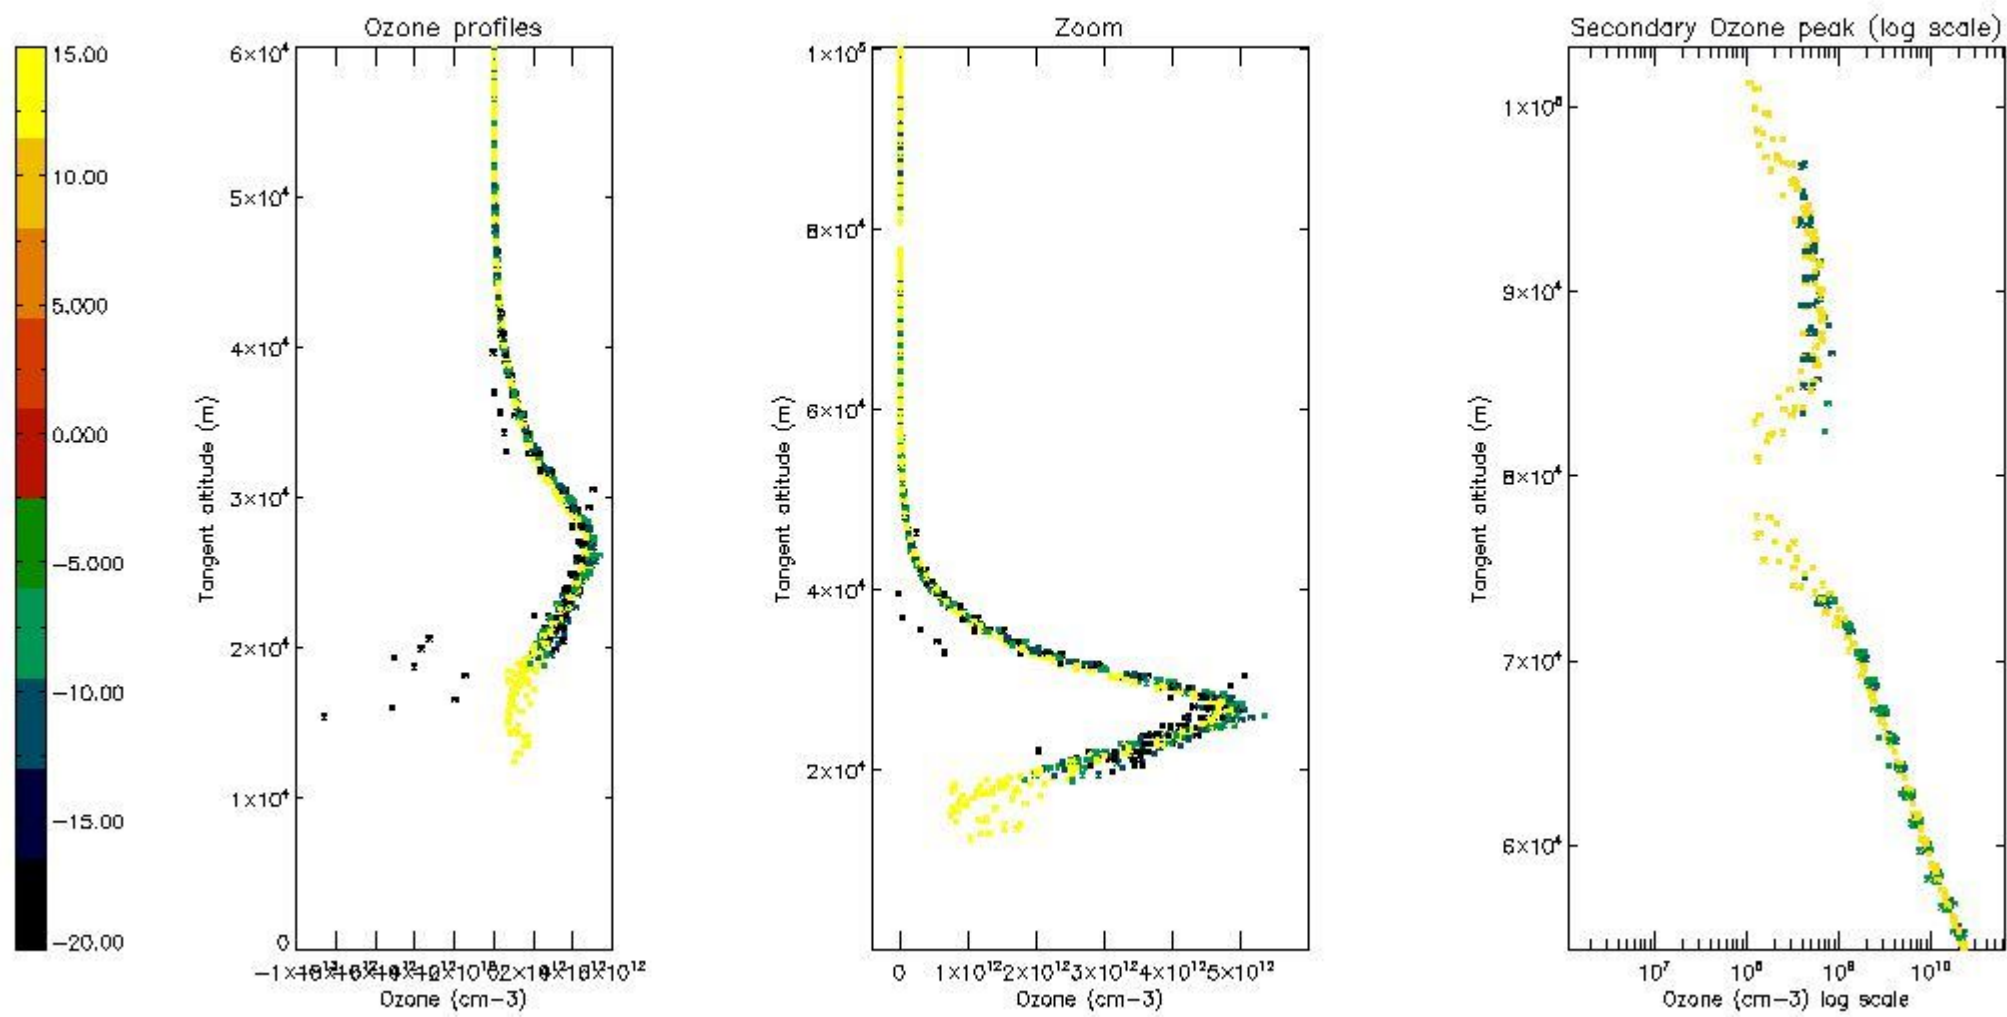 Ozone profiles
Zoom
Secondary Ozone peak (log scale)
15.00
10.00
5.000
0.000
−5.000
−10.00
−15.00
−20.00
6×10⁴
5×10⁴
4×10⁴
3×10⁴
2×10⁴
1×10⁴
0
Tangent altitude (m)
Ozone (cm−3)
1×10⁵
8×10⁴
6×10⁴
4×10⁴
2×10⁴
Tangent altitude (m)
0 1×10¹² 2×10¹² 3×10¹² 4×10¹² 5×10¹²
Ozone (cm−3)
9×10⁴
8×10⁴
7×10⁴
6×10⁴
Tangent altitude (m)
10⁷ 10⁸ 10⁹ 10¹⁰
Ozone (cm−3) log scale